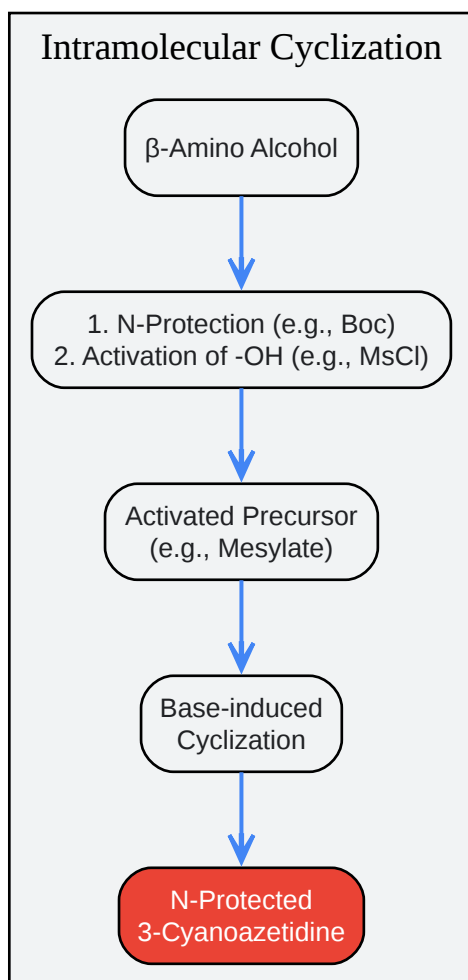 Intramolecular Cyclization
β-Amino Alcohol
1. N-Protection (e.g., Boc)
2. Activation of -OH (e.g., MsCl)
Activated Precursor
(e.g., Mesylate)
Base-induced
Cyclization
N-Protected
3-Cyanoazetidine